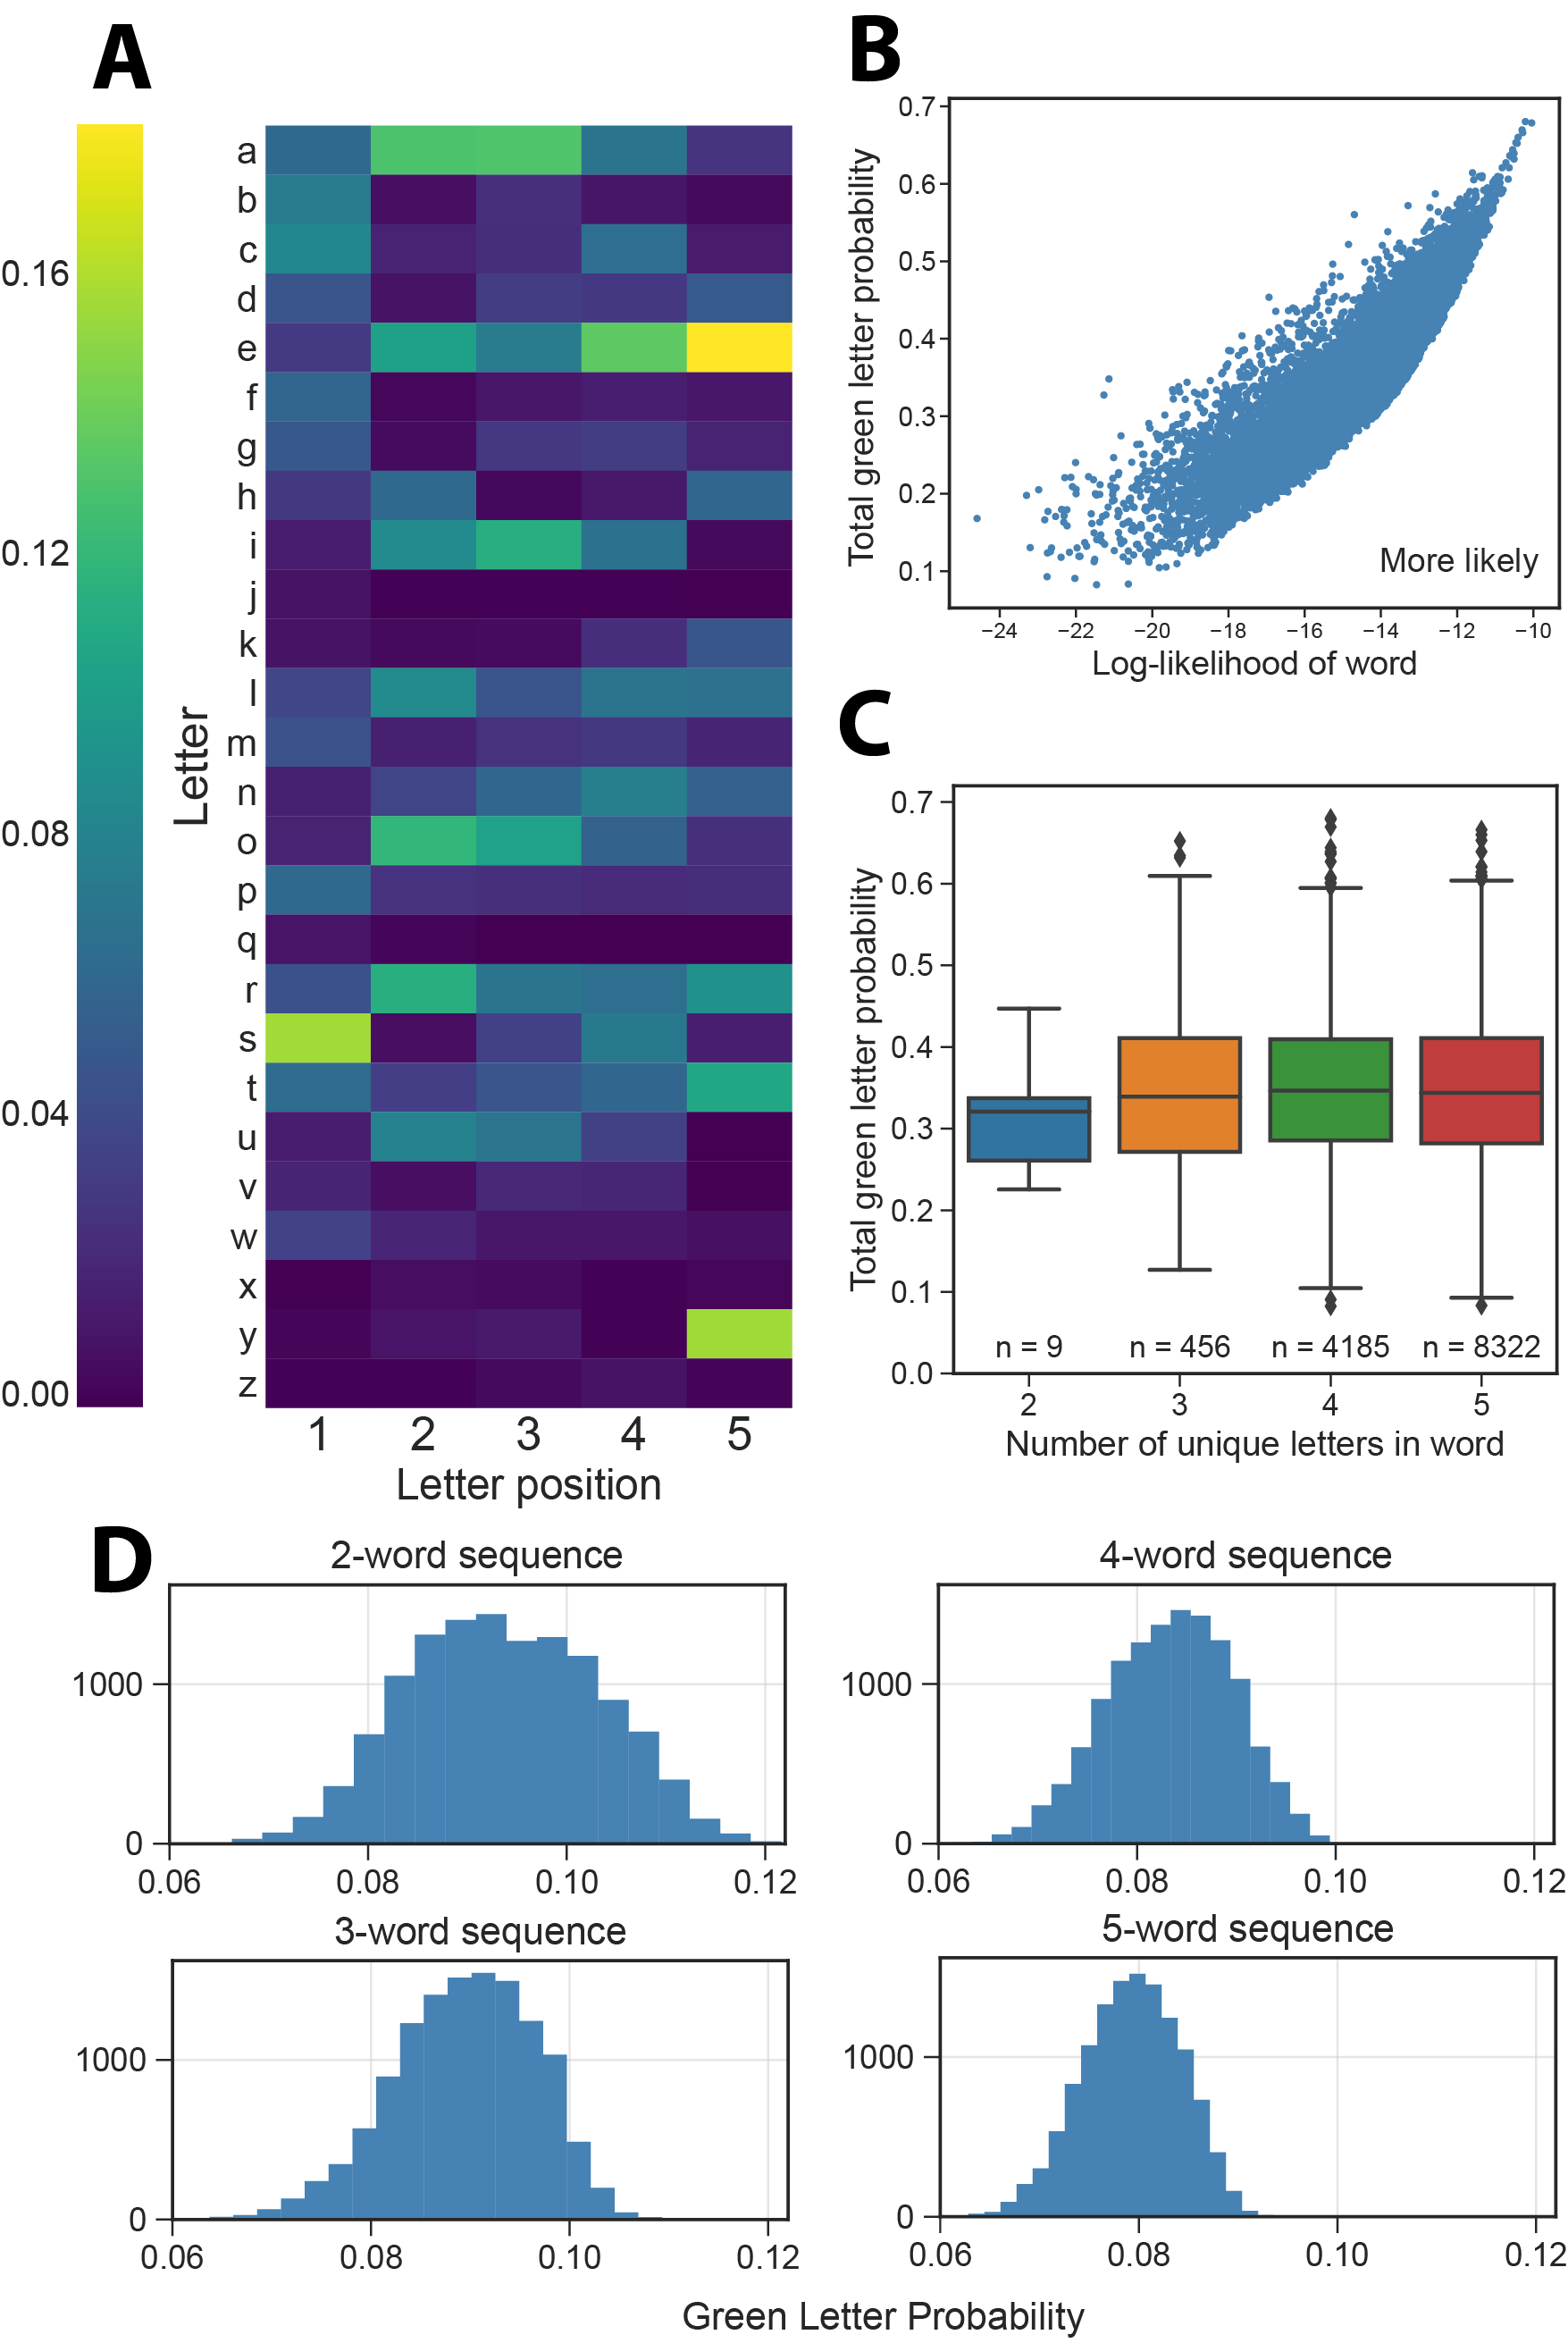 A
0.16
0.12
0.08
0.04
0.00
Letter
a
b
c
d
e
f
g
h
i
j
k
l
m
n
o
p
q
r
s
t
u
v
w
x
y
z
1 2 3 4 5
Letter position
B
Total green letter probability
0.7
0.6
0.5
0.4
0.3
0.2
0.1
More likely
−24 −22 −20 −18 −16 −14 −12 −10
Log-likelihood of word
C
Total green letter probability
0.7
0.6
0.5
0.4
0.3
0.2
0.1
0.0
n = 9 n = 456 n = 4185 n = 8322
2 3 4 5
Number of unique letters in word
D
2-word sequence
1000
0
0.06 0.08 0.10 0.12
4-word sequence
1000
0
0.06 0.08 0.10 0.12
3-word sequence
1000
0
0.06 0.08 0.10 0.12
5-word sequence
1000
0
0.06 0.08 0.10 0.12
Green Letter Probability